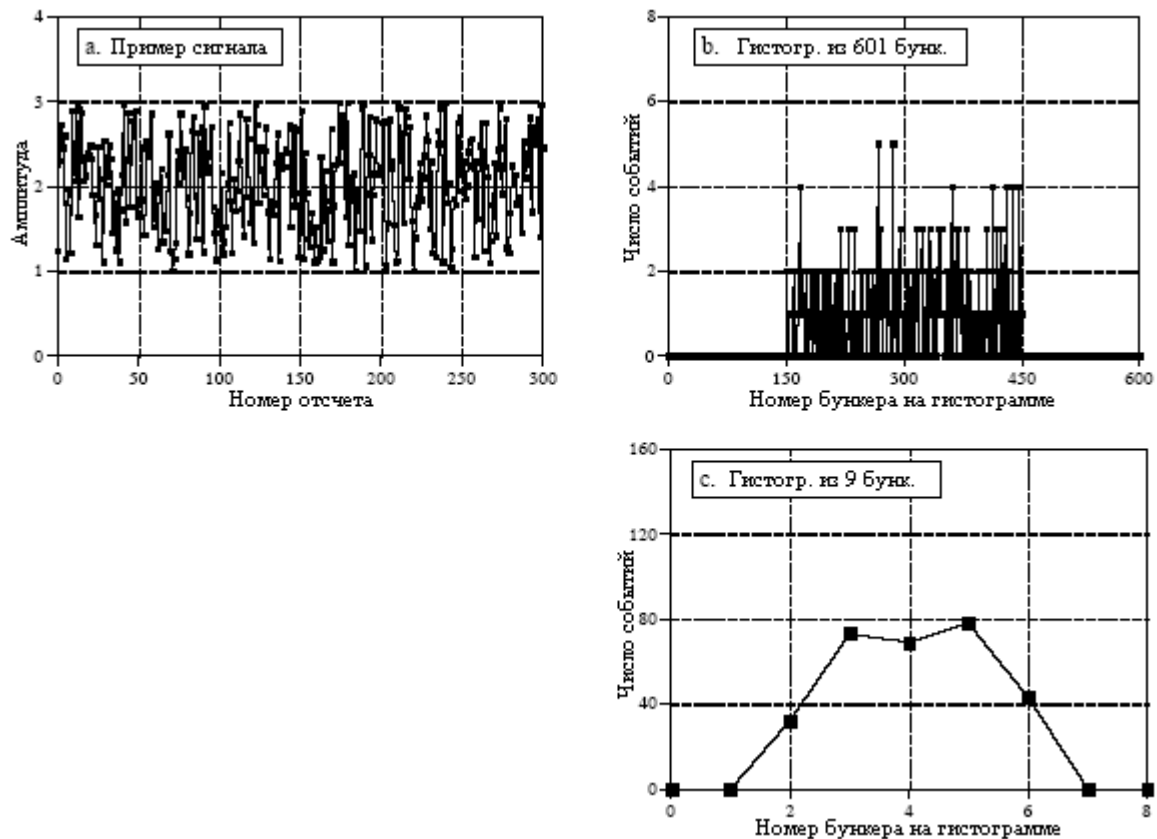 a. Пример сигнала
Амплитуда
4
3
2
1
0
0 50 100 150 200 250 300
Номер отсчета
b. Гистогр. из 601 бунк.
Число событий
8
6
4
2
0
0 150 300 450 600
Номер бункера на гистограмме
c. Гистогр. из 9 бунк.
Число событий
160
120
80
40
0
0 2 4 6 8
Номер бункера на гистограмме